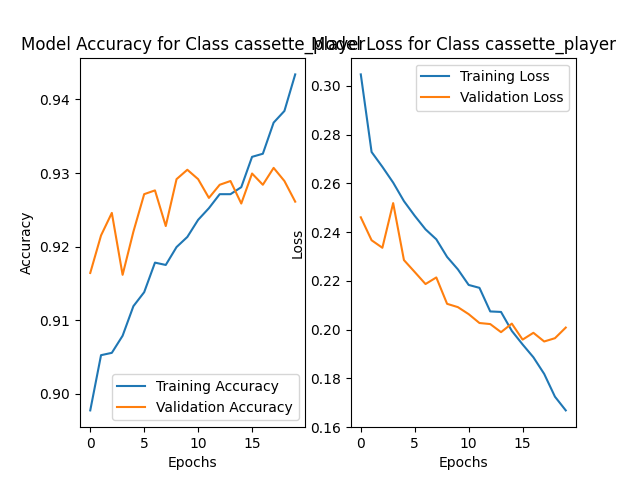 Model Accuracy for Class cassette_player
Model Loss for Class cassette_player
Accuracy
0.94
0.93
0.92
0.91
0.90
0
5
10
15
Epochs
Training Accuracy
Validation Accuracy
Loss
0.30
0.28
0.26
0.24
0.22
0.20
0.18
0.16
0
5
10
15
Epochs
Training Loss
Validation Loss